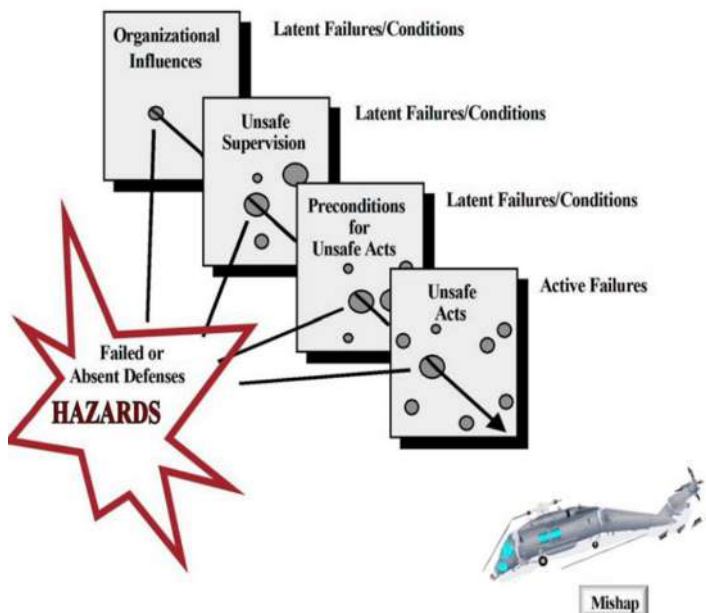 Organizational
Influences
Latent Failures/Conditions
Unsafe
Supervision
Latent Failures/Conditions
Preconditions
for
Unsafe Acts
Latent Failures/Conditions
Unsafe
Acts
Active Failures
Failed or
Absent Defenses
HAZARDS
Mishap